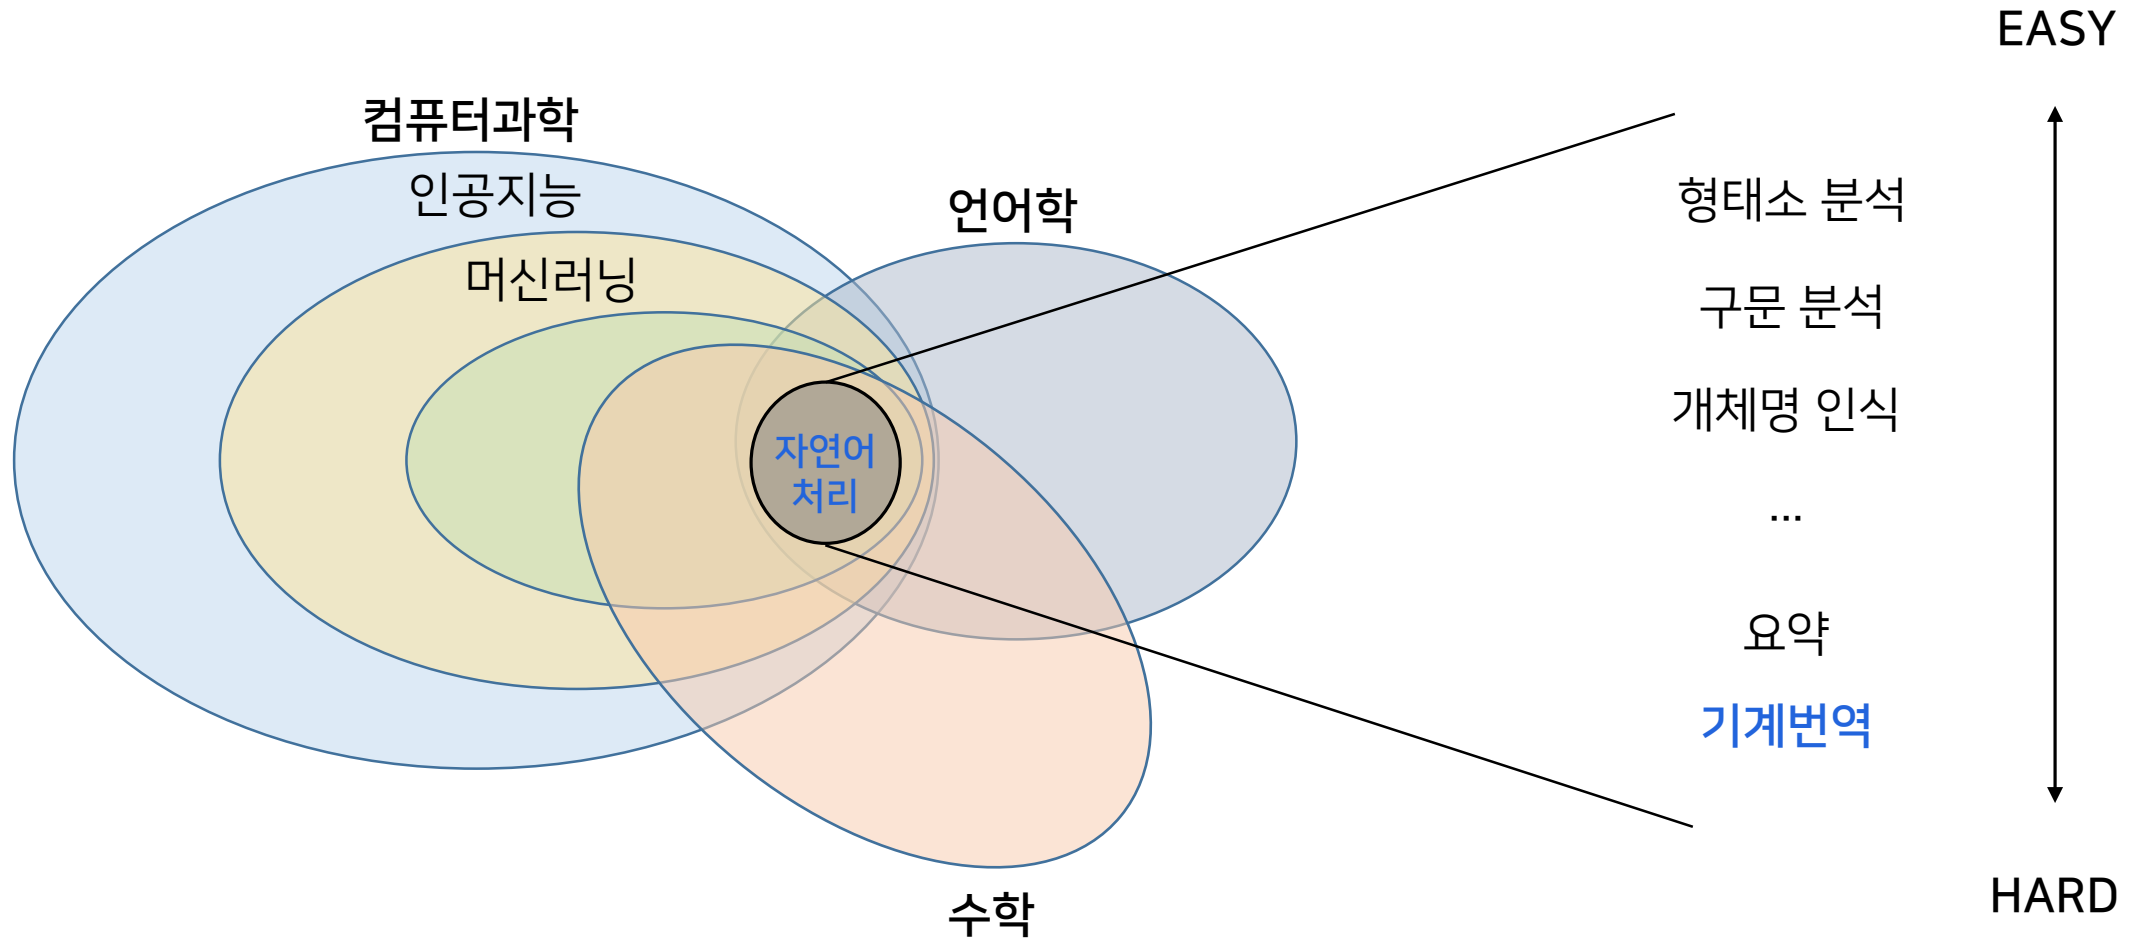 컴퓨터과학
인공지능
머신러닝
언어학
자연어
처리
수학
EASY
형태소 분석
구문 분석
개체명 인식
...
요약
기계번역
HARD